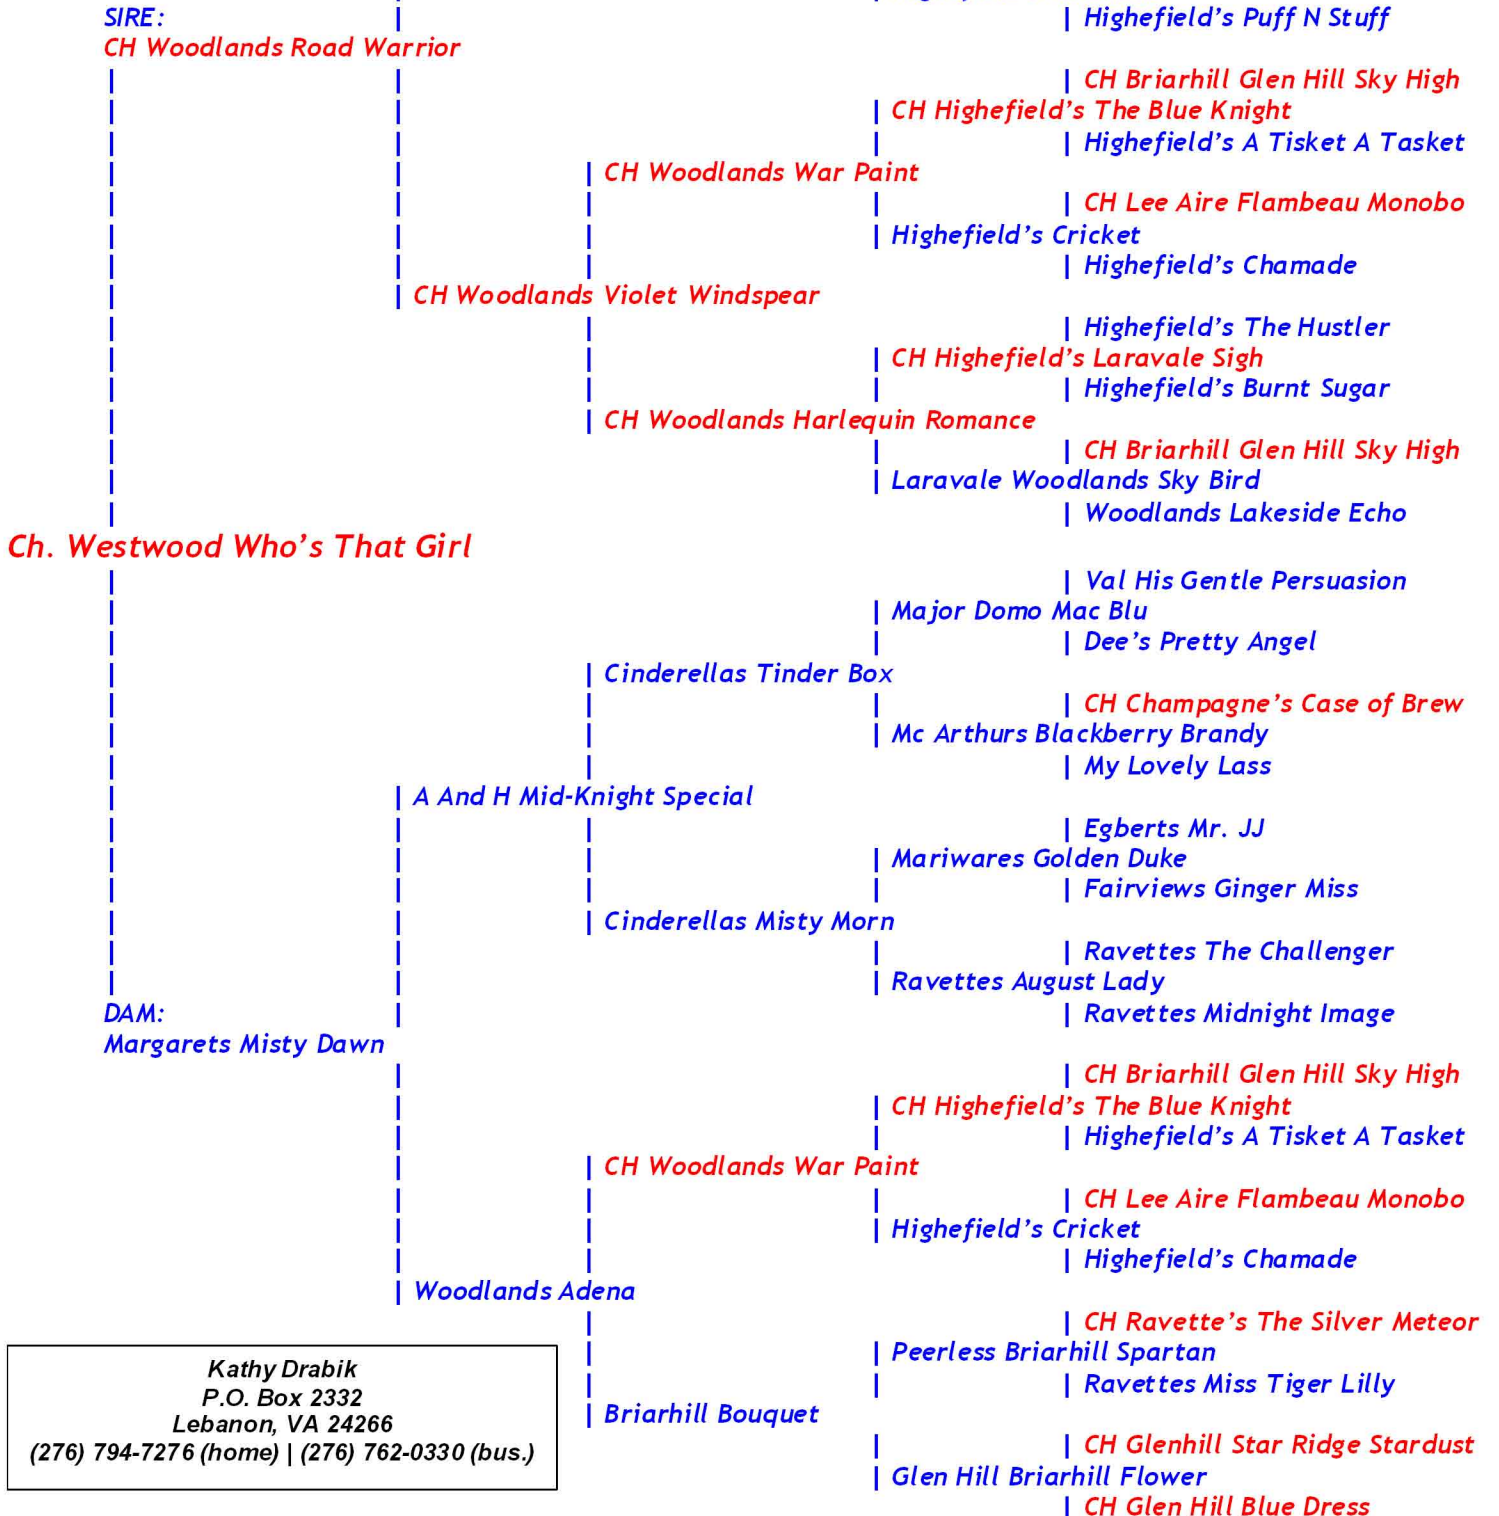 SIRE:
Highefield's Puff N Stuff
CH Woodlands Road Warrior
CH Briarhill Glen Hill Sky High
CH Highefield's The Blue Knight
Highefield's A Tisket A Tasket
CH Woodlands War Paint
CH Lee Aire Flambeau Monobo
Highefield's Cricket
Highefield's Chamade
CH Woodlands Violet Windspear
Highefield's The Hustler
CH Highefield's Laravale Sigh
Highefield's Burnt Sugar
CH Woodlands Harlequin Romance
CH Briarhill Glen Hill Sky High
Laravale Woodlands Sky Bird
Woodlands Lakeside Echo
Ch. Westwood Who's That Girl
Val His Gentle Persuasion
Major Domo Mac Blu
Dee's Pretty Angel
Cinderellas Tinder Box
CH Champagne's Case of Brew
Mc Arthurs Blackberry Brandy
My Lovely Lass
A And H Mid-Knight Special
Egberts Mr. JJ
Mariwares Golden Duke
Fairviews Ginger Miss
Cinderellas Misty Morn
Ravettes The Challenger
Ravettes August Lady
DAM:
Ravettes Midnight Image
Margarets Misty Dawn
CH Briarhill Glen Hill Sky High
CH Highefield's The Blue Knight
Highefield's A Tisket A Tasket
CH Woodlands War Paint
CH Lee Aire Flambeau Monobo
Highefield's Cricket
Highefield's Chamade
Woodlands Adena
CH Ravette's The Silver Meteor
Peerless Briarhill Spartan
Ravettes Miss Tiger Lilly
Briarhill Bouquet
CH Glenhill Star Ridge Stardust
Glen Hill Briarhill Flower
CH Glen Hill Blue Dress
Kathy Drabik
P.O. Box 2332
Lebanon, VA 24266
(276) 794-7276 (home) | (276) 762-0330 (bus.)